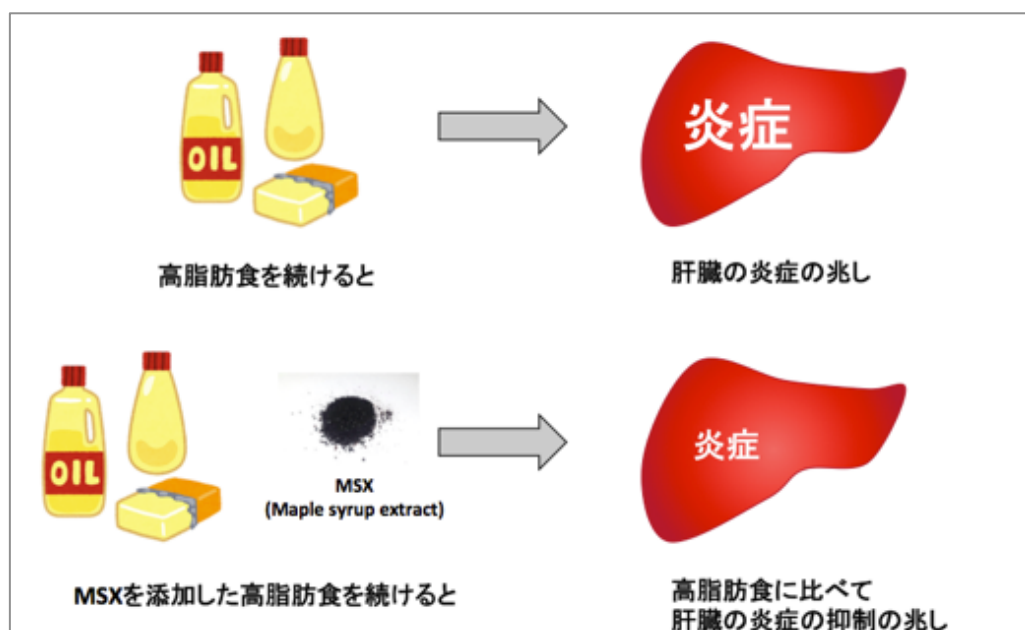 OIL
炎症
高脂肪食を続けると
肝臓の炎症の兆し
OIL
MSX
(Maple syrup extract)
炎症
MSXを添加した高脂肪食を続けると
高脂肪食に比べて
肝臓の炎症の抑制の兆し